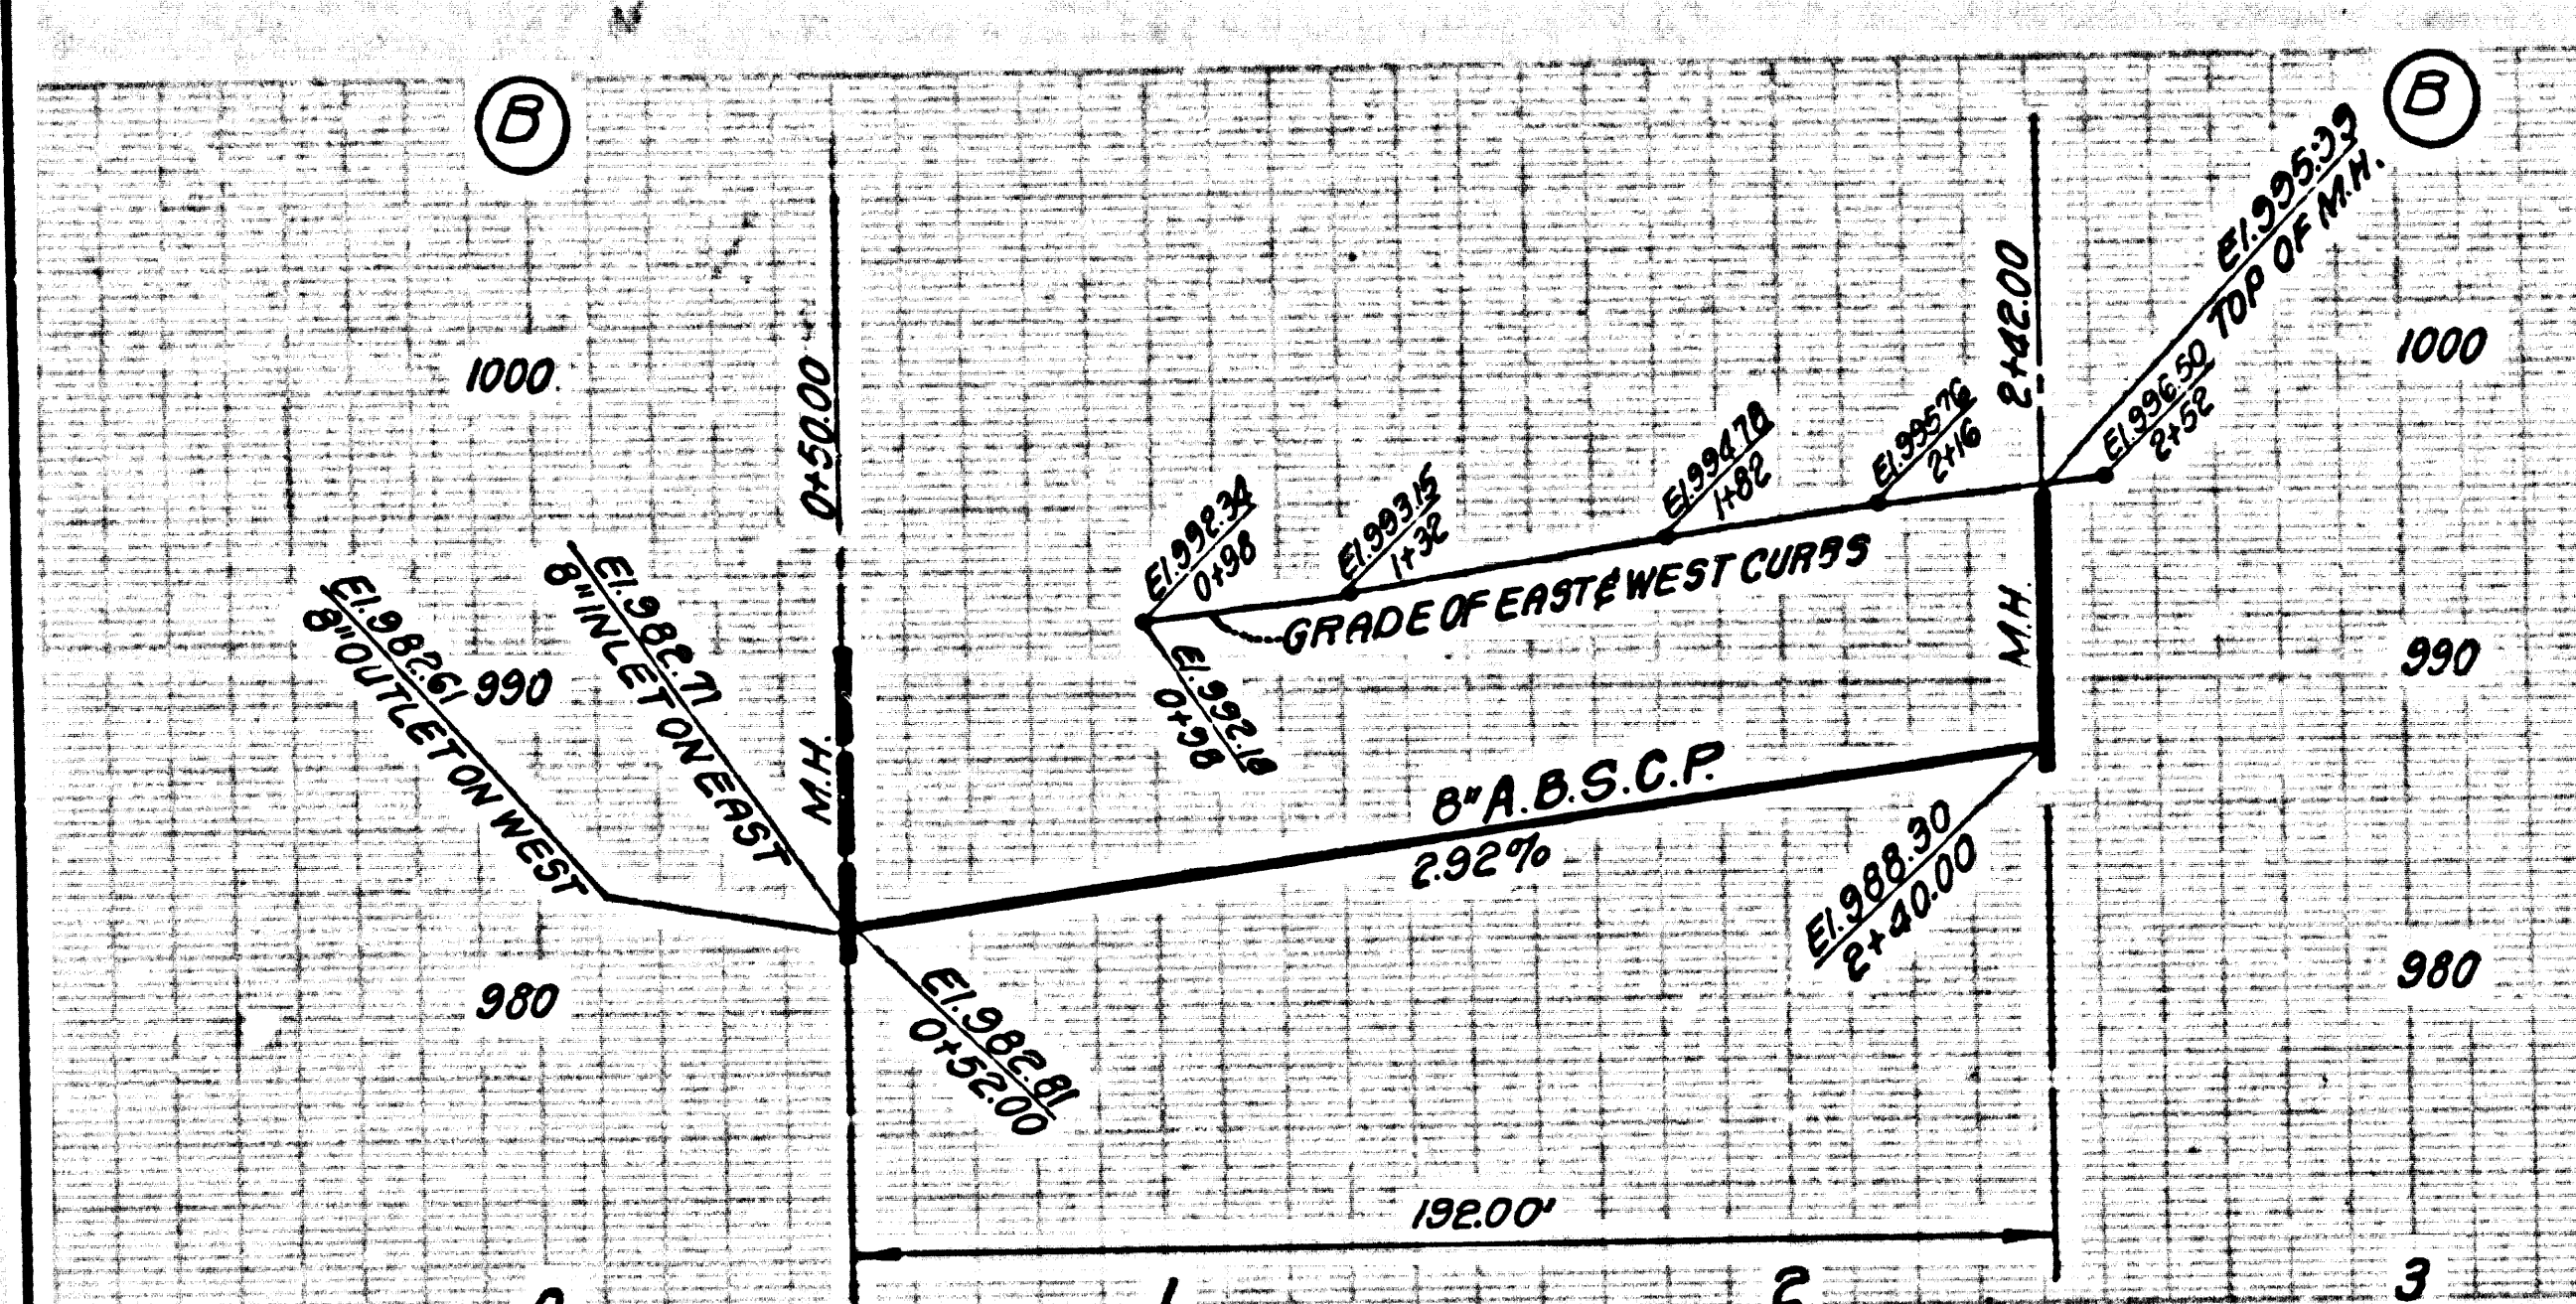 B
B
1000
1000
0+50.00
2+42.00
El.995.39
TOP OF M.H.
El.996.50
2+52
El.995.76
2+16
El.994.78
1+82
El.993.15
1+32
El.992.34
0+98
GRADE OF EAST & WEST CURBS
El.992.16
0+98
El.982.61
8" OUTLET ON WEST
El.982.71
8" INLET ON EAST
990
990
M.H.
M.H.
8" A.B.S.C.P.
2.92%
El.988.30
2+40.00
El.982.81
0+52.00
980
980
192.00'
1
2
3